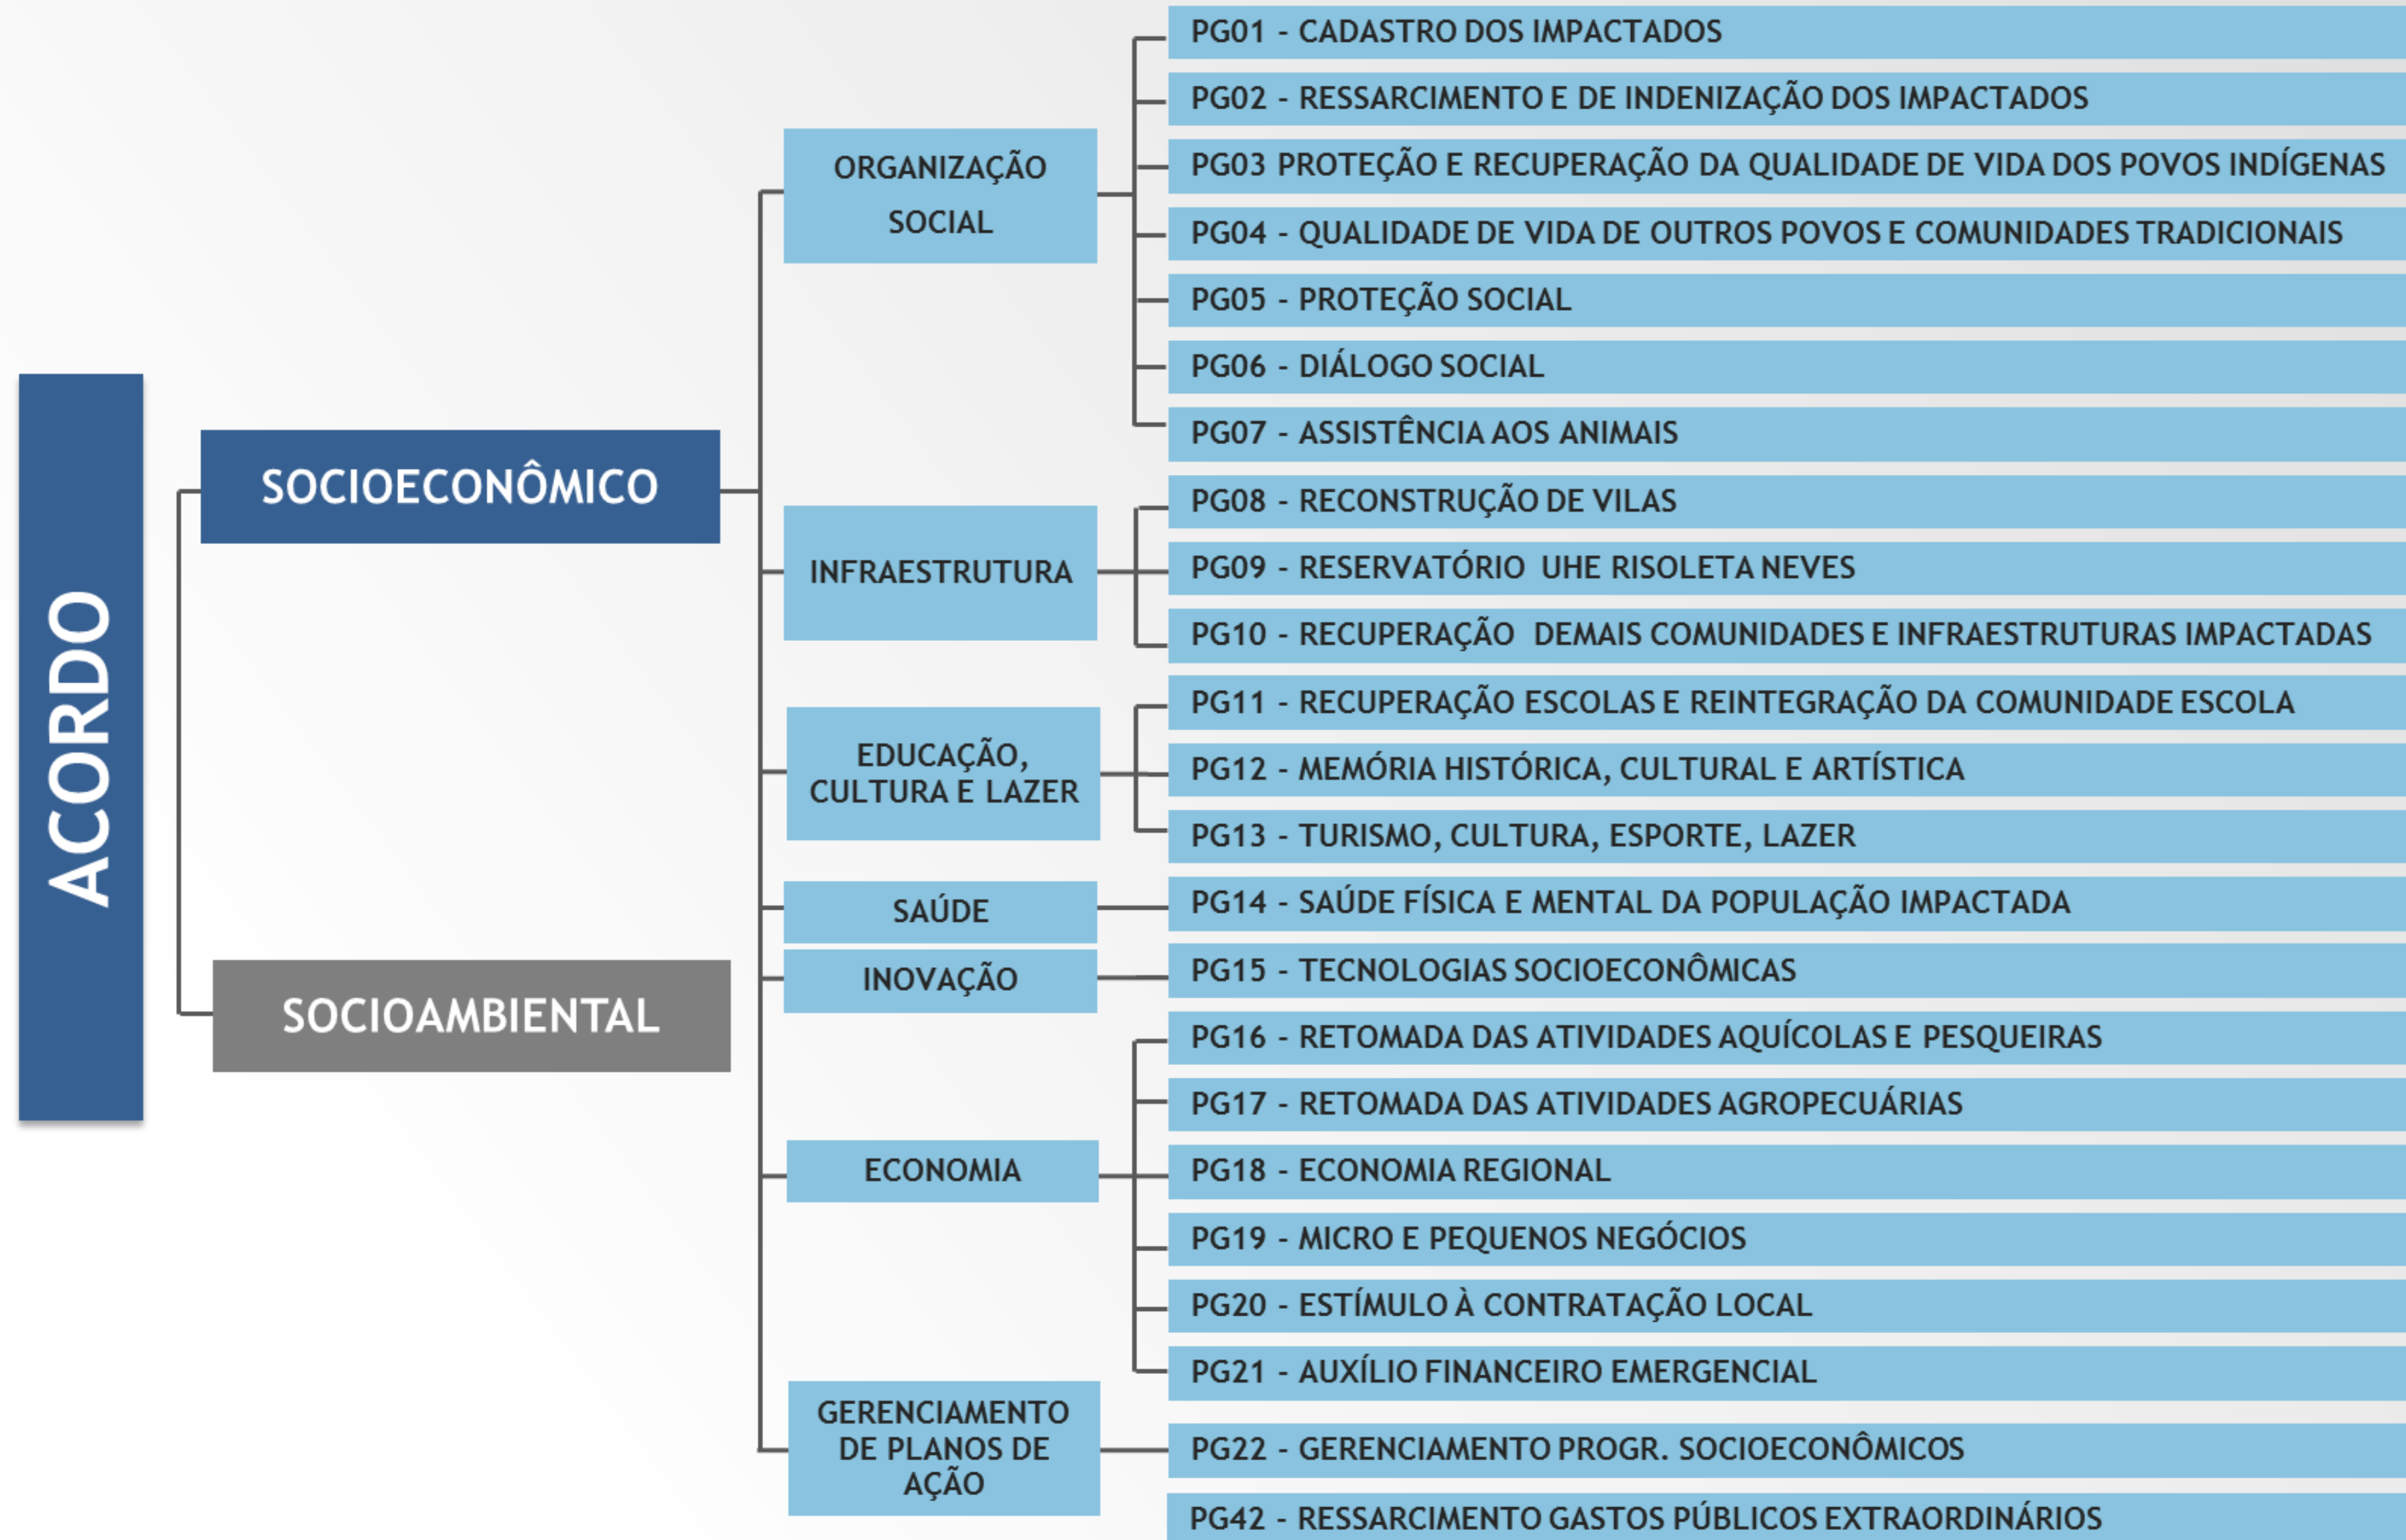 ACORDO
SOCIOECONÔMICO
SOCIOAMBIENTAL
ORGANIZAÇÃO
SOCIAL
PG01 - CADASTRO DOS IMPACTADOS
PG02 - RESSARCIMENTO E DE INDENIZAÇÃO DOS IMPACTADOS
PG03 PROTEÇÃO E RECUPERAÇÃO DA QUALIDADE DE VIDA DOS POVOS INDÍGENAS
PG04 - QUALIDADE DE VIDA DE OUTROS POVOS E COMUNIDADES TRADICIONAIS
PG05 - PROTEÇÃO SOCIAL
PG06 - DIÁLOGO SOCIAL
PG07 - ASSISTÊNCIA AOS ANIMAIS
INFRAESTRUTURA
PG08 - RECONSTRUÇÃO DE VILAS
PG09 - RESERVATÓRIO UHE RISOLETA NEVES
PG10 - RECUPERAÇÃO DEMAIS COMUNIDADES E INFRAESTRUTURAS IMPACTADAS
EDUCAÇÃO,
CULTURA E LAZER
PG11 - RECUPERAÇÃO ESCOLAS E REINTEGRAÇÃO DA COMUNIDADE ESCOLA
PG12 - MEMÓRIA HISTÓRICA, CULTURAL E ARTÍSTICA
PG13 - TURISMO, CULTURA, ESPORTE, LAZER
SAÚDE
PG14 - SAÚDE FÍSICA E MENTAL DA POPULAÇÃO IMPACTADA
INOVAÇÃO
PG15 - TECNOLOGIAS SOCIOECONÔMICAS
ECONOMIA
PG16 - RETOMADA DAS ATIVIDADES AQUÍCOLAS E PESQUEIRAS
PG17 - RETOMADA DAS ATIVIDADES AGROPECUÁRIAS
PG18 - ECONOMIA REGIONAL
PG19 - MICRO E PEQUENOS NEGÓCIOS
PG20 - ESTÍMULO À CONTRATAÇÃO LOCAL
PG21 - AUXÍLIO FINANCEIRO EMERGENCIAL
GERENCIAMENTO
DE PLANOS DE
AÇÃO
PG22 - GERENCIAMENTO PROGR. SOCIOECONÔMICOS
PG42 - RESSARCIMENTO GASTOS PÚBLICOS EXTRAORDINÁRIOS